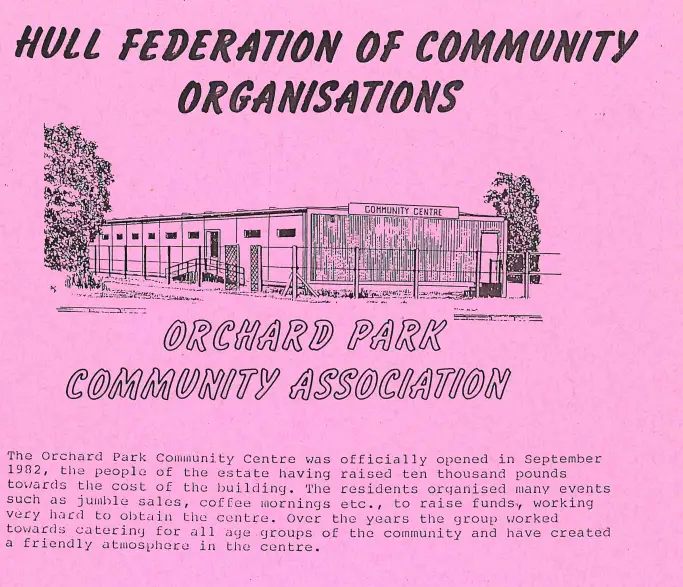 HULL FEDERATION OF COMMUNITY
ORGANISATIONS
COMMUNITY CENTRE
ORCHARD PARK
COMMUNITY ASSOCIATION
The Orchard Park Community Centre was officially opened in September
1982, the people of the estate having raised ten thousand pounds
towards the cost of the building. The residents organised many events
such as jumble sales, coffee mornings etc., to raise funds, working
very hard to obtain the centre. Over the years the group worked
towards catering for all age groups of the community and have created
a friendly atmosphere in the centre.